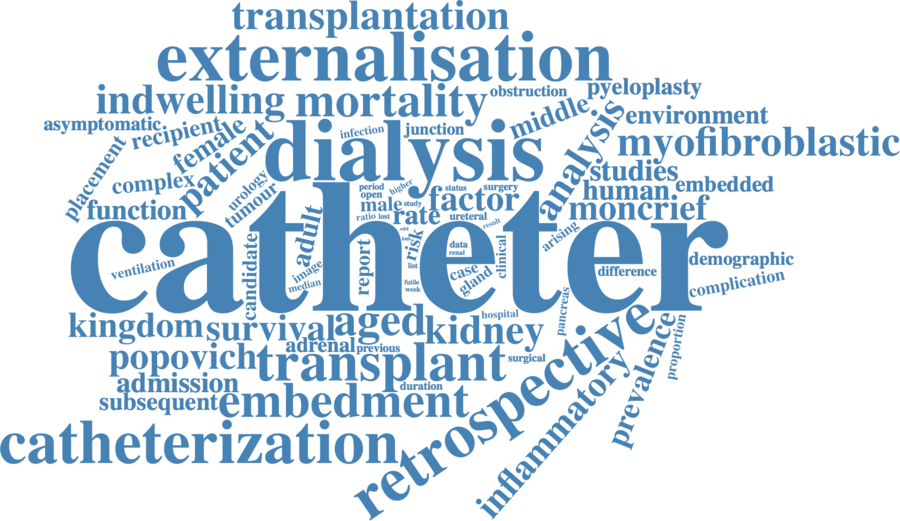 transplantation
externalisation
indwelling mortality
obstruction
pyeloplasty
asymptomatic
recipient
female
patient
infection
junction
middle
analysis
environment
myofibroblastic
placement
complex
urology
tumour
dialysis
studies
human
embedded
function
period
open
higher
male
study
status
surgery
factor
moncrief
ratio
lost
rate
ureteral
result
catheter
adult
risk
list
data
renal
case
gland
clinical
arising
difference
demographic
complication
ventilation
candidate
image
median
report
futile
week
pancreas
proportion
prevalence
kingdom
survival
aged
kidney
hospital
adrenal
previous
surgical
popovich
transplant
admission
duration
subsequent
embedment
retrospective
inflammatory
catheterization